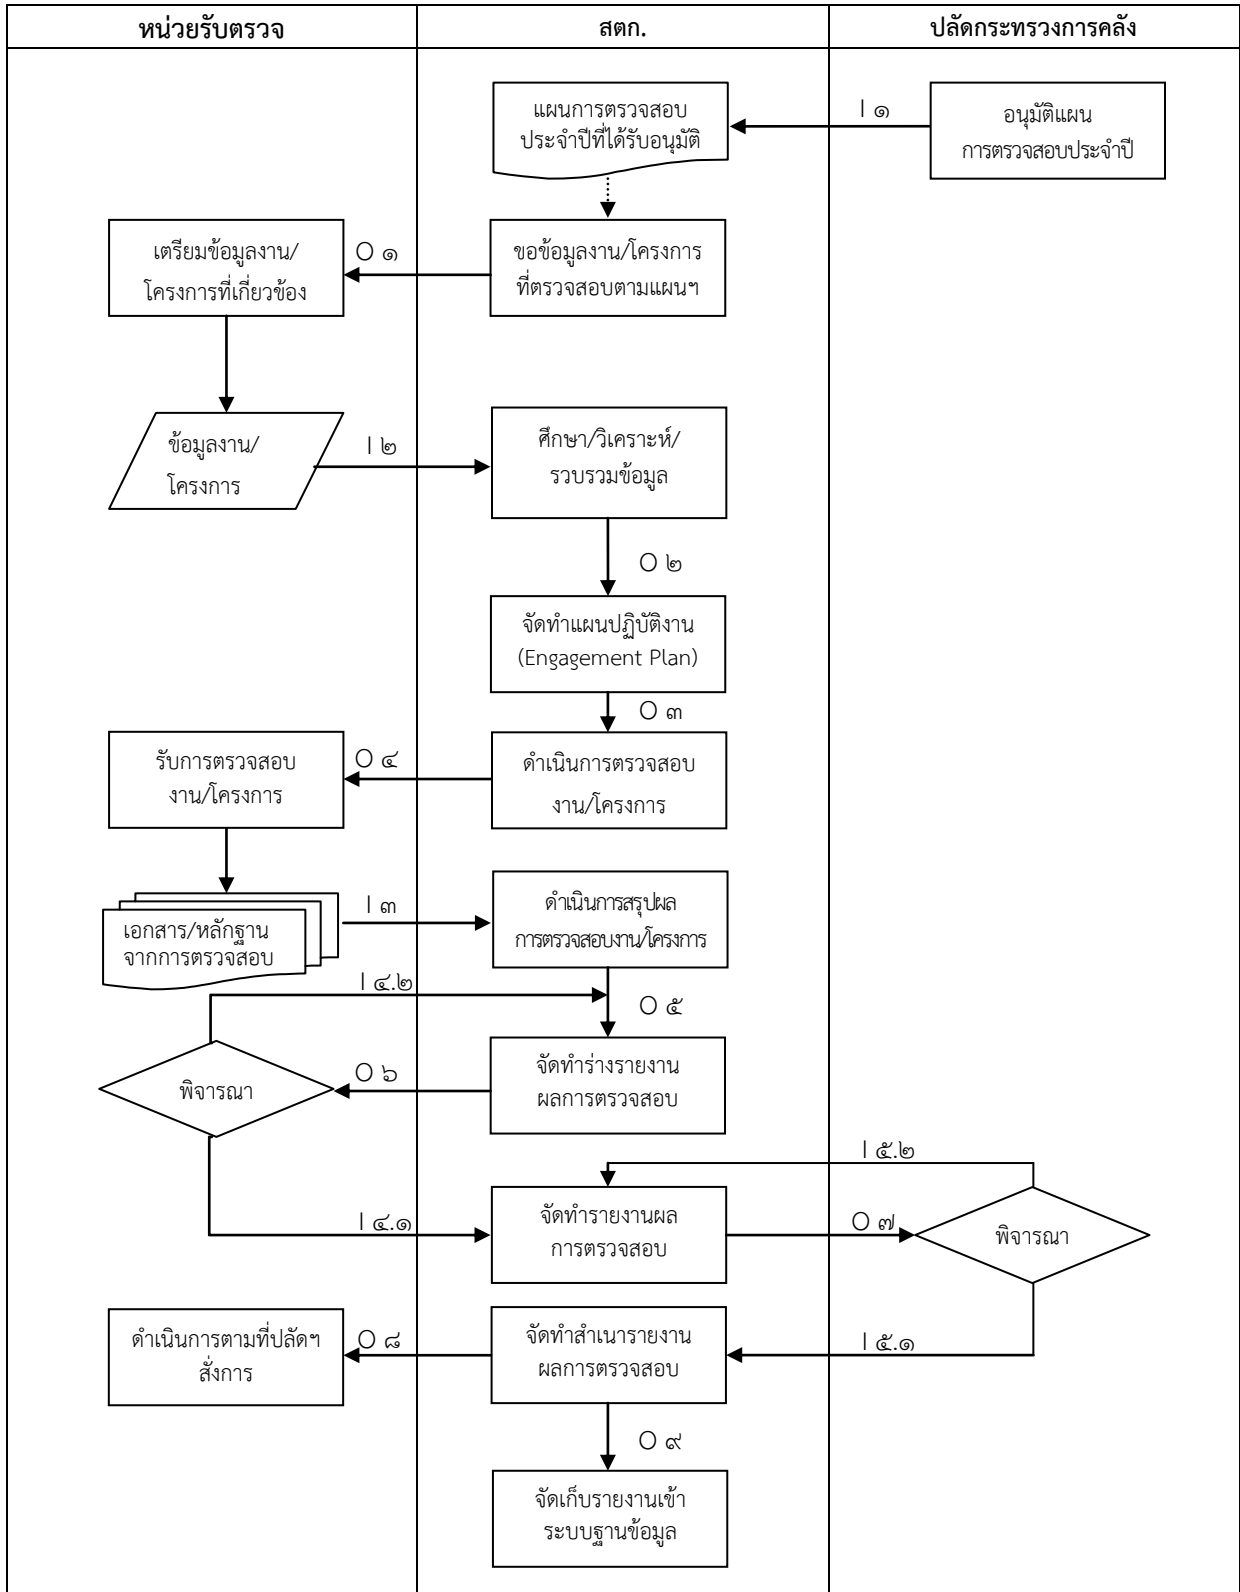 หน่วยรับตรวจ
สตก.
ปลัดกระทรวงการคลัง
แผนการตรวจสอบ
ประจำปีที่ได้รับอนุมัติ
I ๑
อนุมัติแผน
การตรวจสอบประจำปี
เตรียมข้อมูลงาน/
โครงการที่เกี่ยวข้อง
O ๑
ขอข้อมูลงาน/โครงการ
ที่ตรวจสอบตามแผนฯ
ข้อมูลงาน/
โครงการ
I ๒
ศึกษา/วิเคราะห์/
รวบรวมข้อมูล
O ๒
จัดทำแผนปฏิบัติงาน
(Engagement Plan)
O ๓
รับการตรวจสอบ
งาน/โครงการ
O ๔
ดำเนินการตรวจสอบ
งาน/โครงการ
เอกสาร/หลักฐาน
จากการตรวจสอบ
I ๓
ดำเนินการสรุปผล
การตรวจสอบงาน/โครงการ
I ๔.๒
O ๕
พิจารณา
O ๖
จัดทำร่างรายงาน
ผลการตรวจสอบ
I ๕.๒
I ๔.๑
จัดทำรายงานผล
การตรวจสอบ
O ๗
พิจารณา
ดำเนินการตามที่ปลัดฯ
สั่งการ
O ๘
จัดทำสำเนารายงาน
ผลการตรวจสอบ
I ๕.๑
O ๙
จัดเก็บรายงานเข้า
ระบบฐานข้อมูล